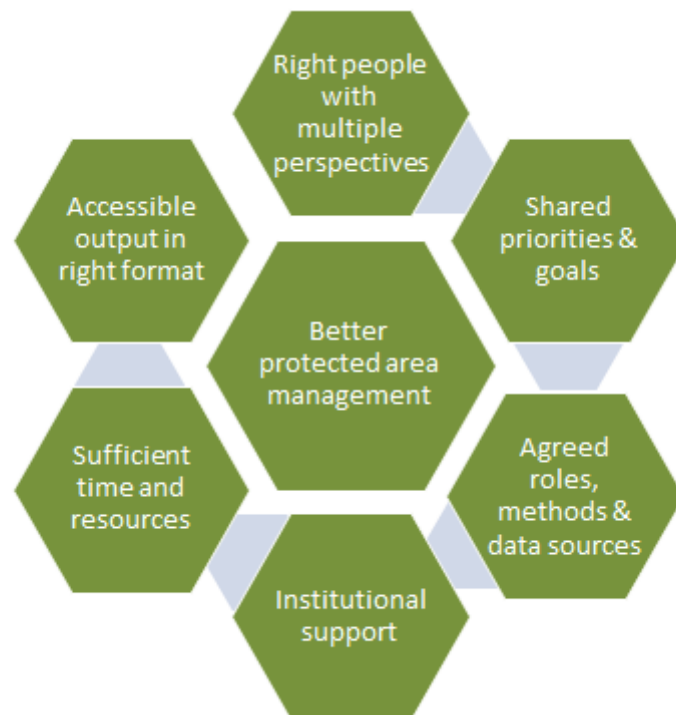 Right people
with
multiple
perspectives
Shared
priorities &
goals
Agreed
roles,
methods &
data sources
Institutional
support
Sufficient
time and
resources
Accessible
output in
right format
Better
protected area
management